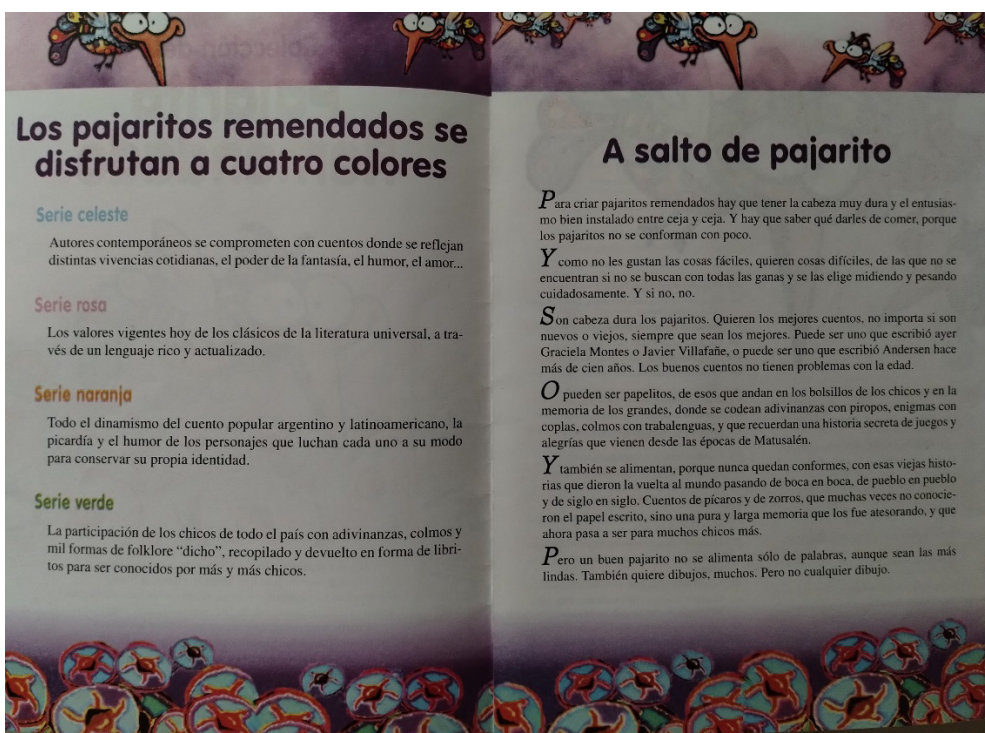 Los pajaritos remendados se
disfrutan a cuatro colores
Serie celeste
Autores contemporáneos se comprometen con cuentos donde se reflejan
distintas vivencias cotidianas, el poder de la fantasía, el humor, el amor...
Serie rosa
Los valores vigentes hoy de los clásicos de la literatura universal, a tra-
vés de un lenguaje rico y actualizado.
Serie naranja
Todo el dinamismo del cuento popular argentino y latinoamericano, la
picardía y el humor de los personajes que luchan cada uno a su modo
para conservar su propia identidad.
Serie verde
La participación de los chicos de todo el país con adivinanzas, colmos y
mil formas de folklore “dicho”, recopilado y devuelto en forma de libri-
tos para ser conocidos por más y más chicos.
A salto de pajarito
Para criar pajaritos remendados hay que tener la cabeza muy dura y el entusias-
mo bien instalado entre ceja y ceja. Y hay que saber qué darles de comer, porque
los pajaritos no se conforman con poco.
Y como no les gustan las cosas fáciles, quieren cosas difíciles, de las que no se
encuentran si no se buscan con todas las ganas y se las elige midiendo y pesando
cuidadosamente. Y si no, no.
Son cabeza dura los pajaritos. Quieren los mejores cuentos, no importa si son
nuevos o viejos, siempre que sean los mejores. Puede ser uno que escribió ayer
Graciela Montes o Javier Villafañe, o puede ser uno que escribió Andersen hace
más de cien años. Los buenos cuentos no tienen problemas con la edad.
O pueden ser papelitos, de esos que andan en los bolsillos de los chicos y en la
memoria de los grandes, donde se codean adivinanzas con piropos, enigmas con
coplas, colmos con trabalenguas, y que recuerdan una historia secreta de juegos y
alegrías que vienen desde las épocas de Matusalén.
Y también se alimentan, porque nunca quedan conformes, con esas viejas histo-
rias que dieron la vuelta al mundo pasando de boca en boca, de pueblo en pueblo
y de siglo en siglo. Cuentos de pícaros y de zorros, que muchas veces no conocie-
ron el papel escrito, sino una pura y larga memoria que los fue atesorando, y que
ahora pasa a ser para muchos chicos más.
Pero un buen pajarito no se alimenta sólo de palabras, aunque sean las más
lindas. También quiere dibujos, muchos. Pero no cualquier dibujo.